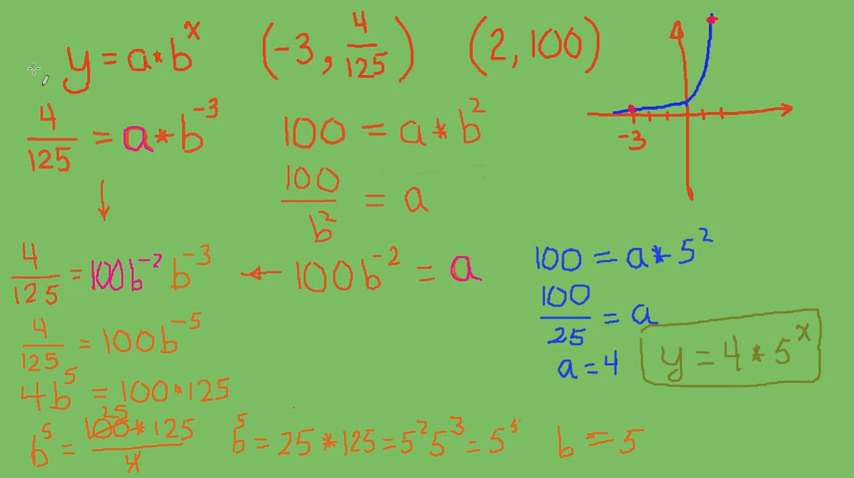 y = a * b^x (-3, 4/125) (2, 100)
4/125 = a * b^-3
100 = a * b^2
100/b^2 = a
-3
4/125 = 100b^-2 b^-3 ← 100b^-2 = a
4/125 = 100b^-5
4b^5 = 100 * 125
b^5 = 100 * 125/4 25
b^5 = 25 * 125 = 5^2 5^3 = 5^5 b = 5
100 = a * 5^2
100/25 = a
a = 4
y = 4 * 5^x